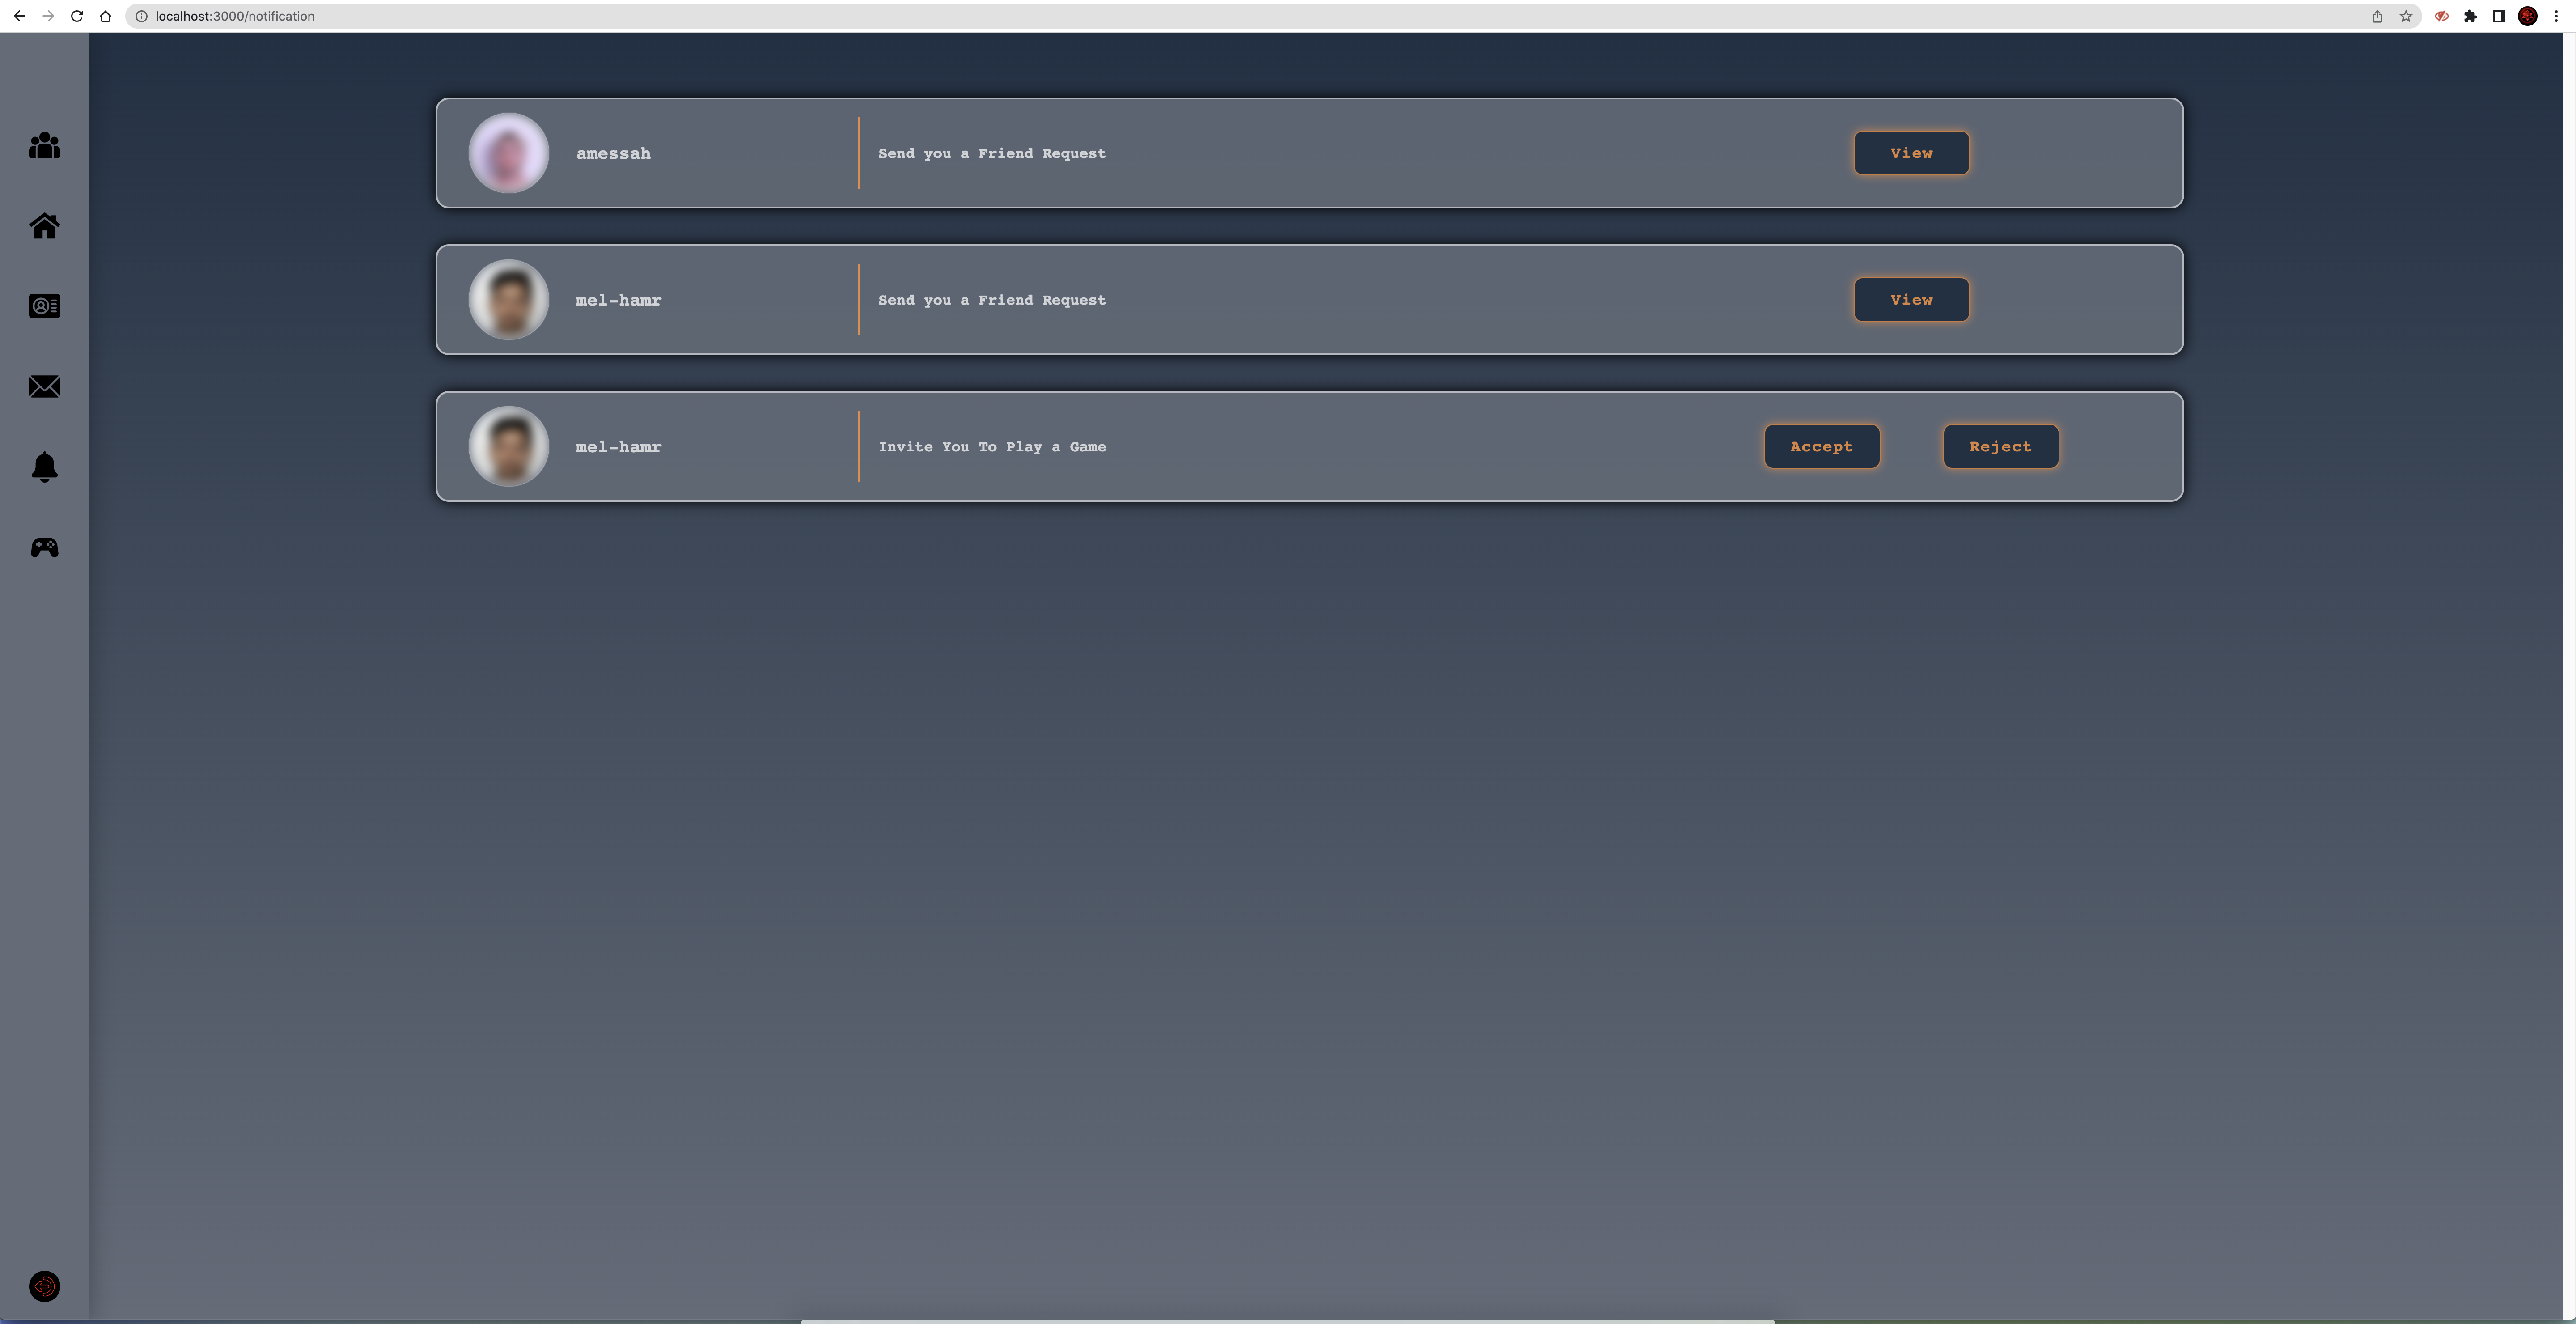 localhost:3000/notification
amessah
Send you a Friend Request
View
mel-hamr
Send you a Friend Request
View
mel-hamr
Invite You To Play a Game
Accept
Reject